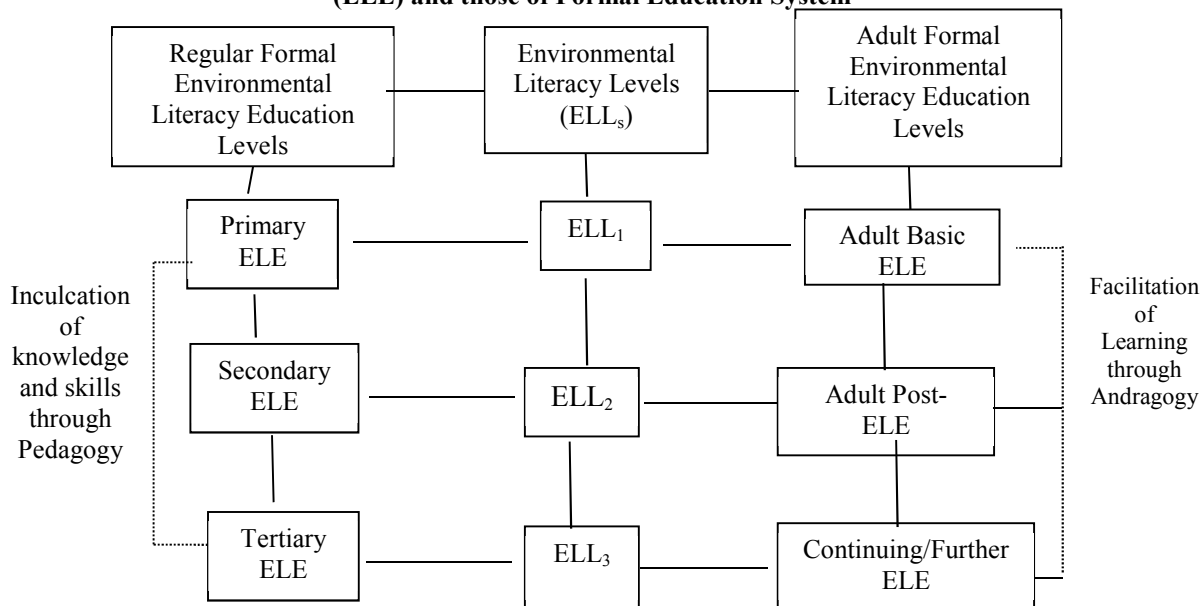 (ELE) and those of Formal Education System
Regular Formal
Environmental
Literacy Education
Levels
Environmental
Literacy Levels
(ELLs)
Adult Formal
Environmental
Literacy Education
Levels
Primary
ELE
ELL1
Adult Basic
ELE
Inculcation
of
knowledge
and skills
through
Pedagogy
Facilitation
of
Learning
through
Andragogy
Secondary
ELE
ELL2
Adult Post-
ELE
Tertiary
ELE
ELL3
Continuing/Further
ELE